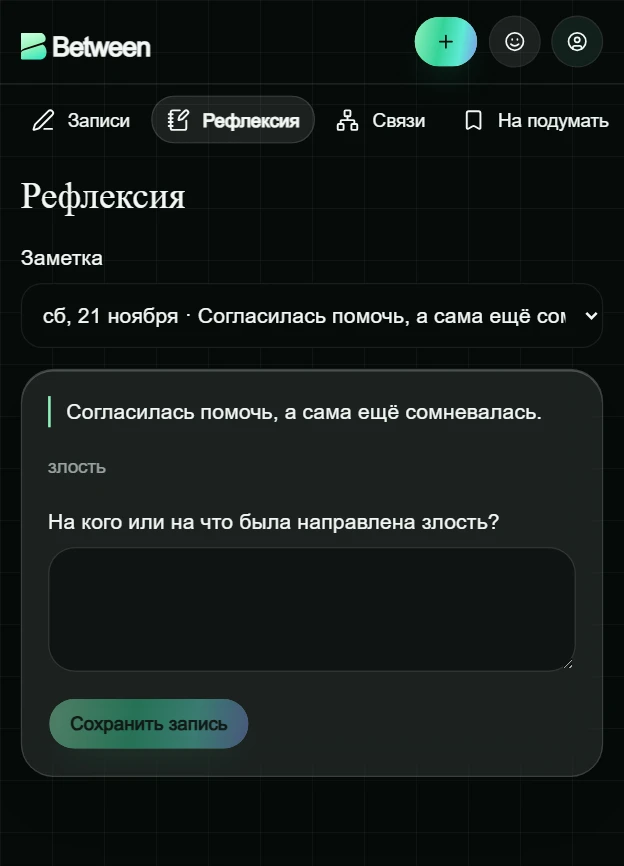 Between
Записи
Рефлексия
Связи
На подумать
Рефлексия
Заметка
сб, 21 ноября · Согласилась помочь, а сама ещё сом
Согласилась помочь, а сама ещё сомневалась.
злость
На кого или на что была направлена злость?
Сохранить запись